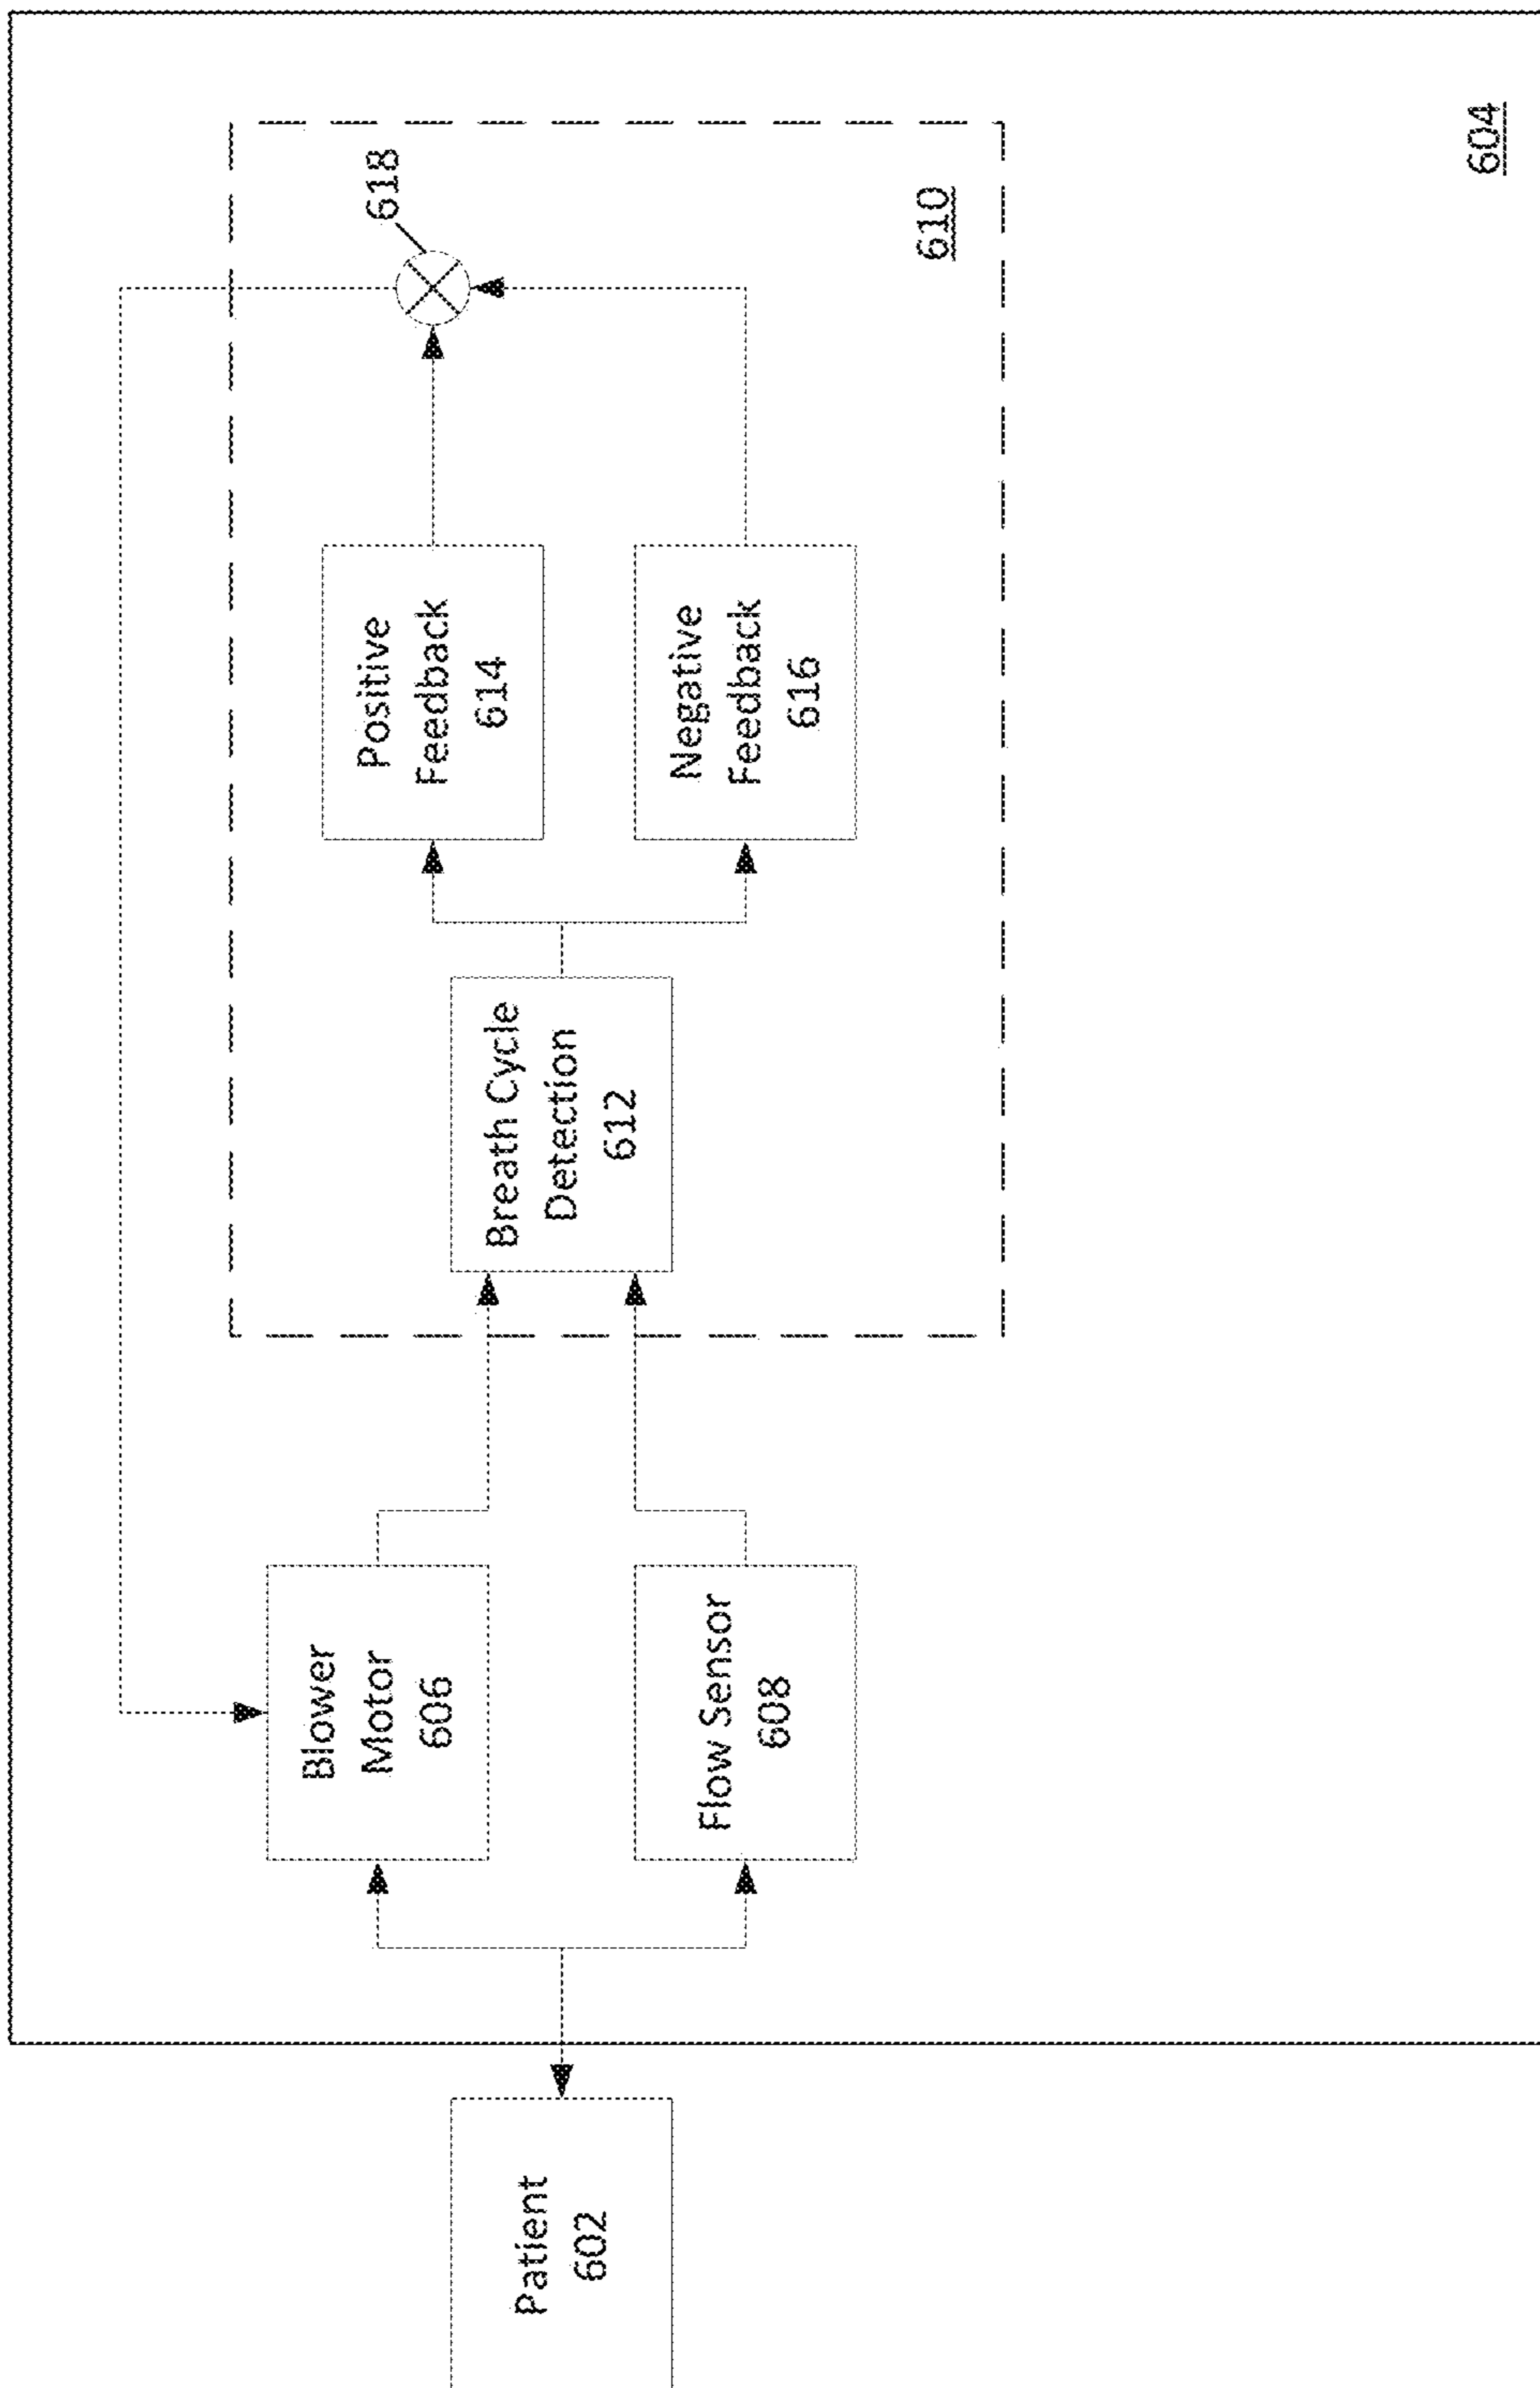 Patient
602
Blower
Motor
606
Flow Sensor
608
Breath Cycle
Detection
612
Positive
Feedback
614
Negative
Feedback
616
618
610
604